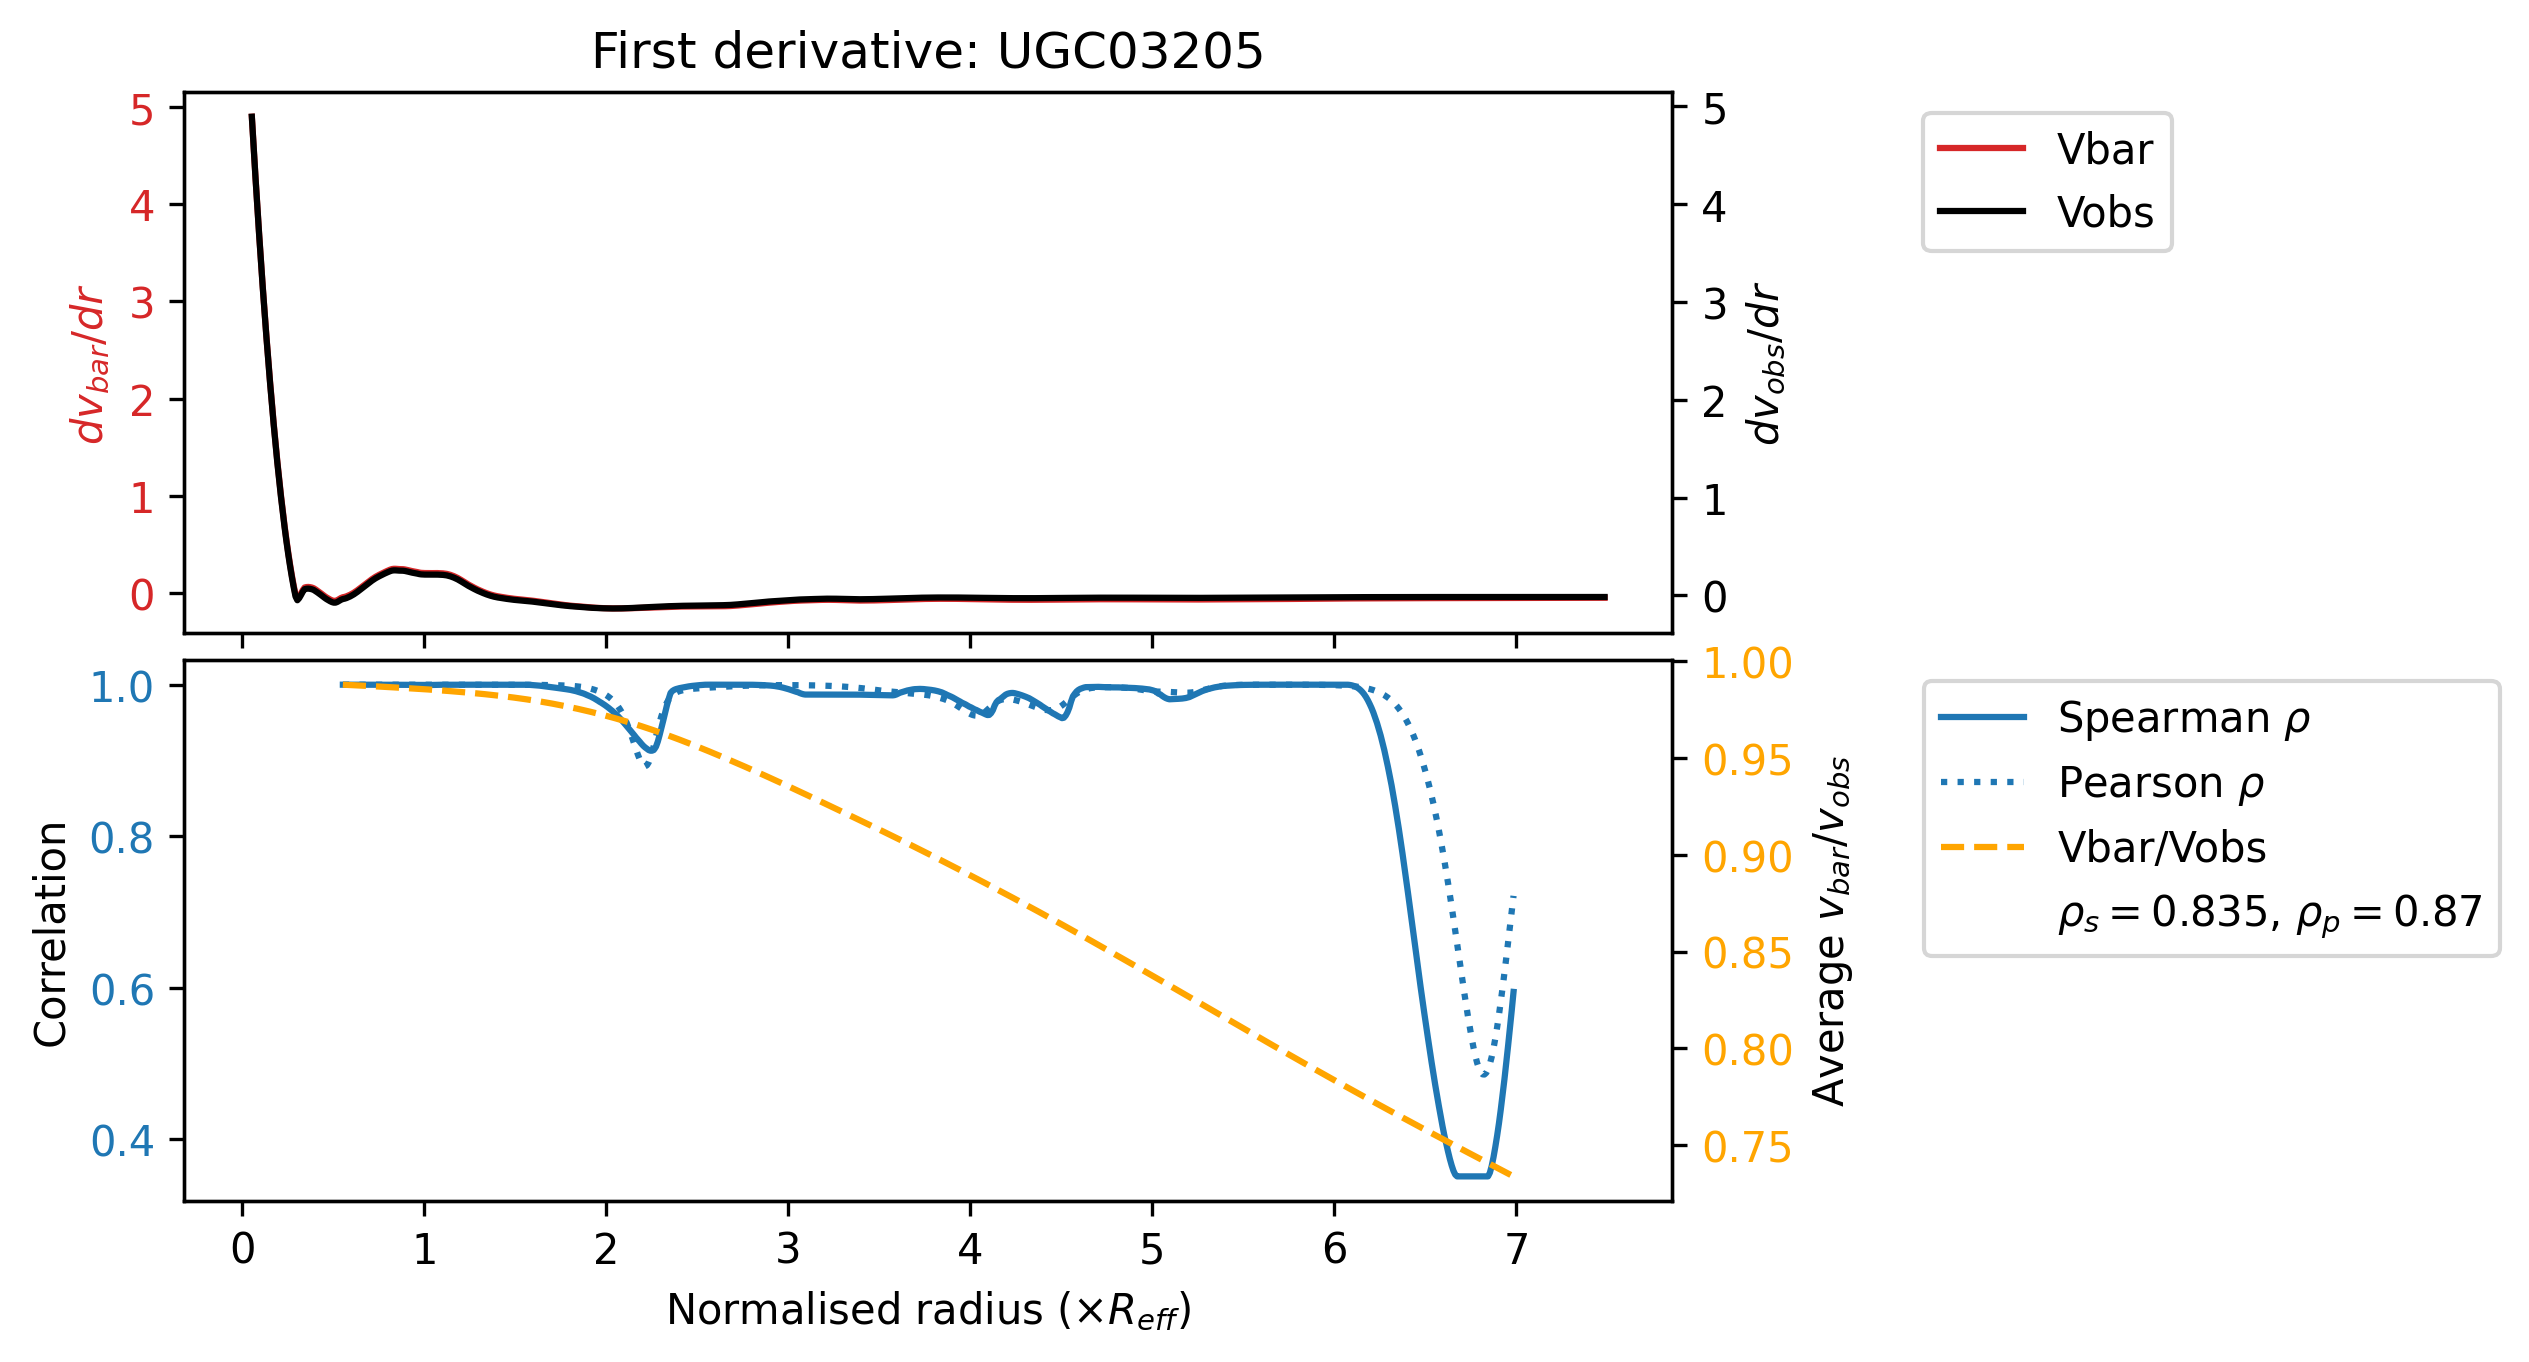 First derivative: UGC03205
5
4
3
2
1
0
dv_bar/dr
5
4
3
2
1
0
dv_obs/dr
Vbar
Vobs
1.0
0.8
0.6
0.4
Correlation
1.00
0.95
0.90
0.85
0.80
0.75
Average v_bar/v_obs
Spearman ρ
Pearson ρ
Vbar/Vobs
ρ_s = 0.835, ρ_p = 0.87
0 1 2 3 4 5 6 7
Normalised radius (×R_eff)